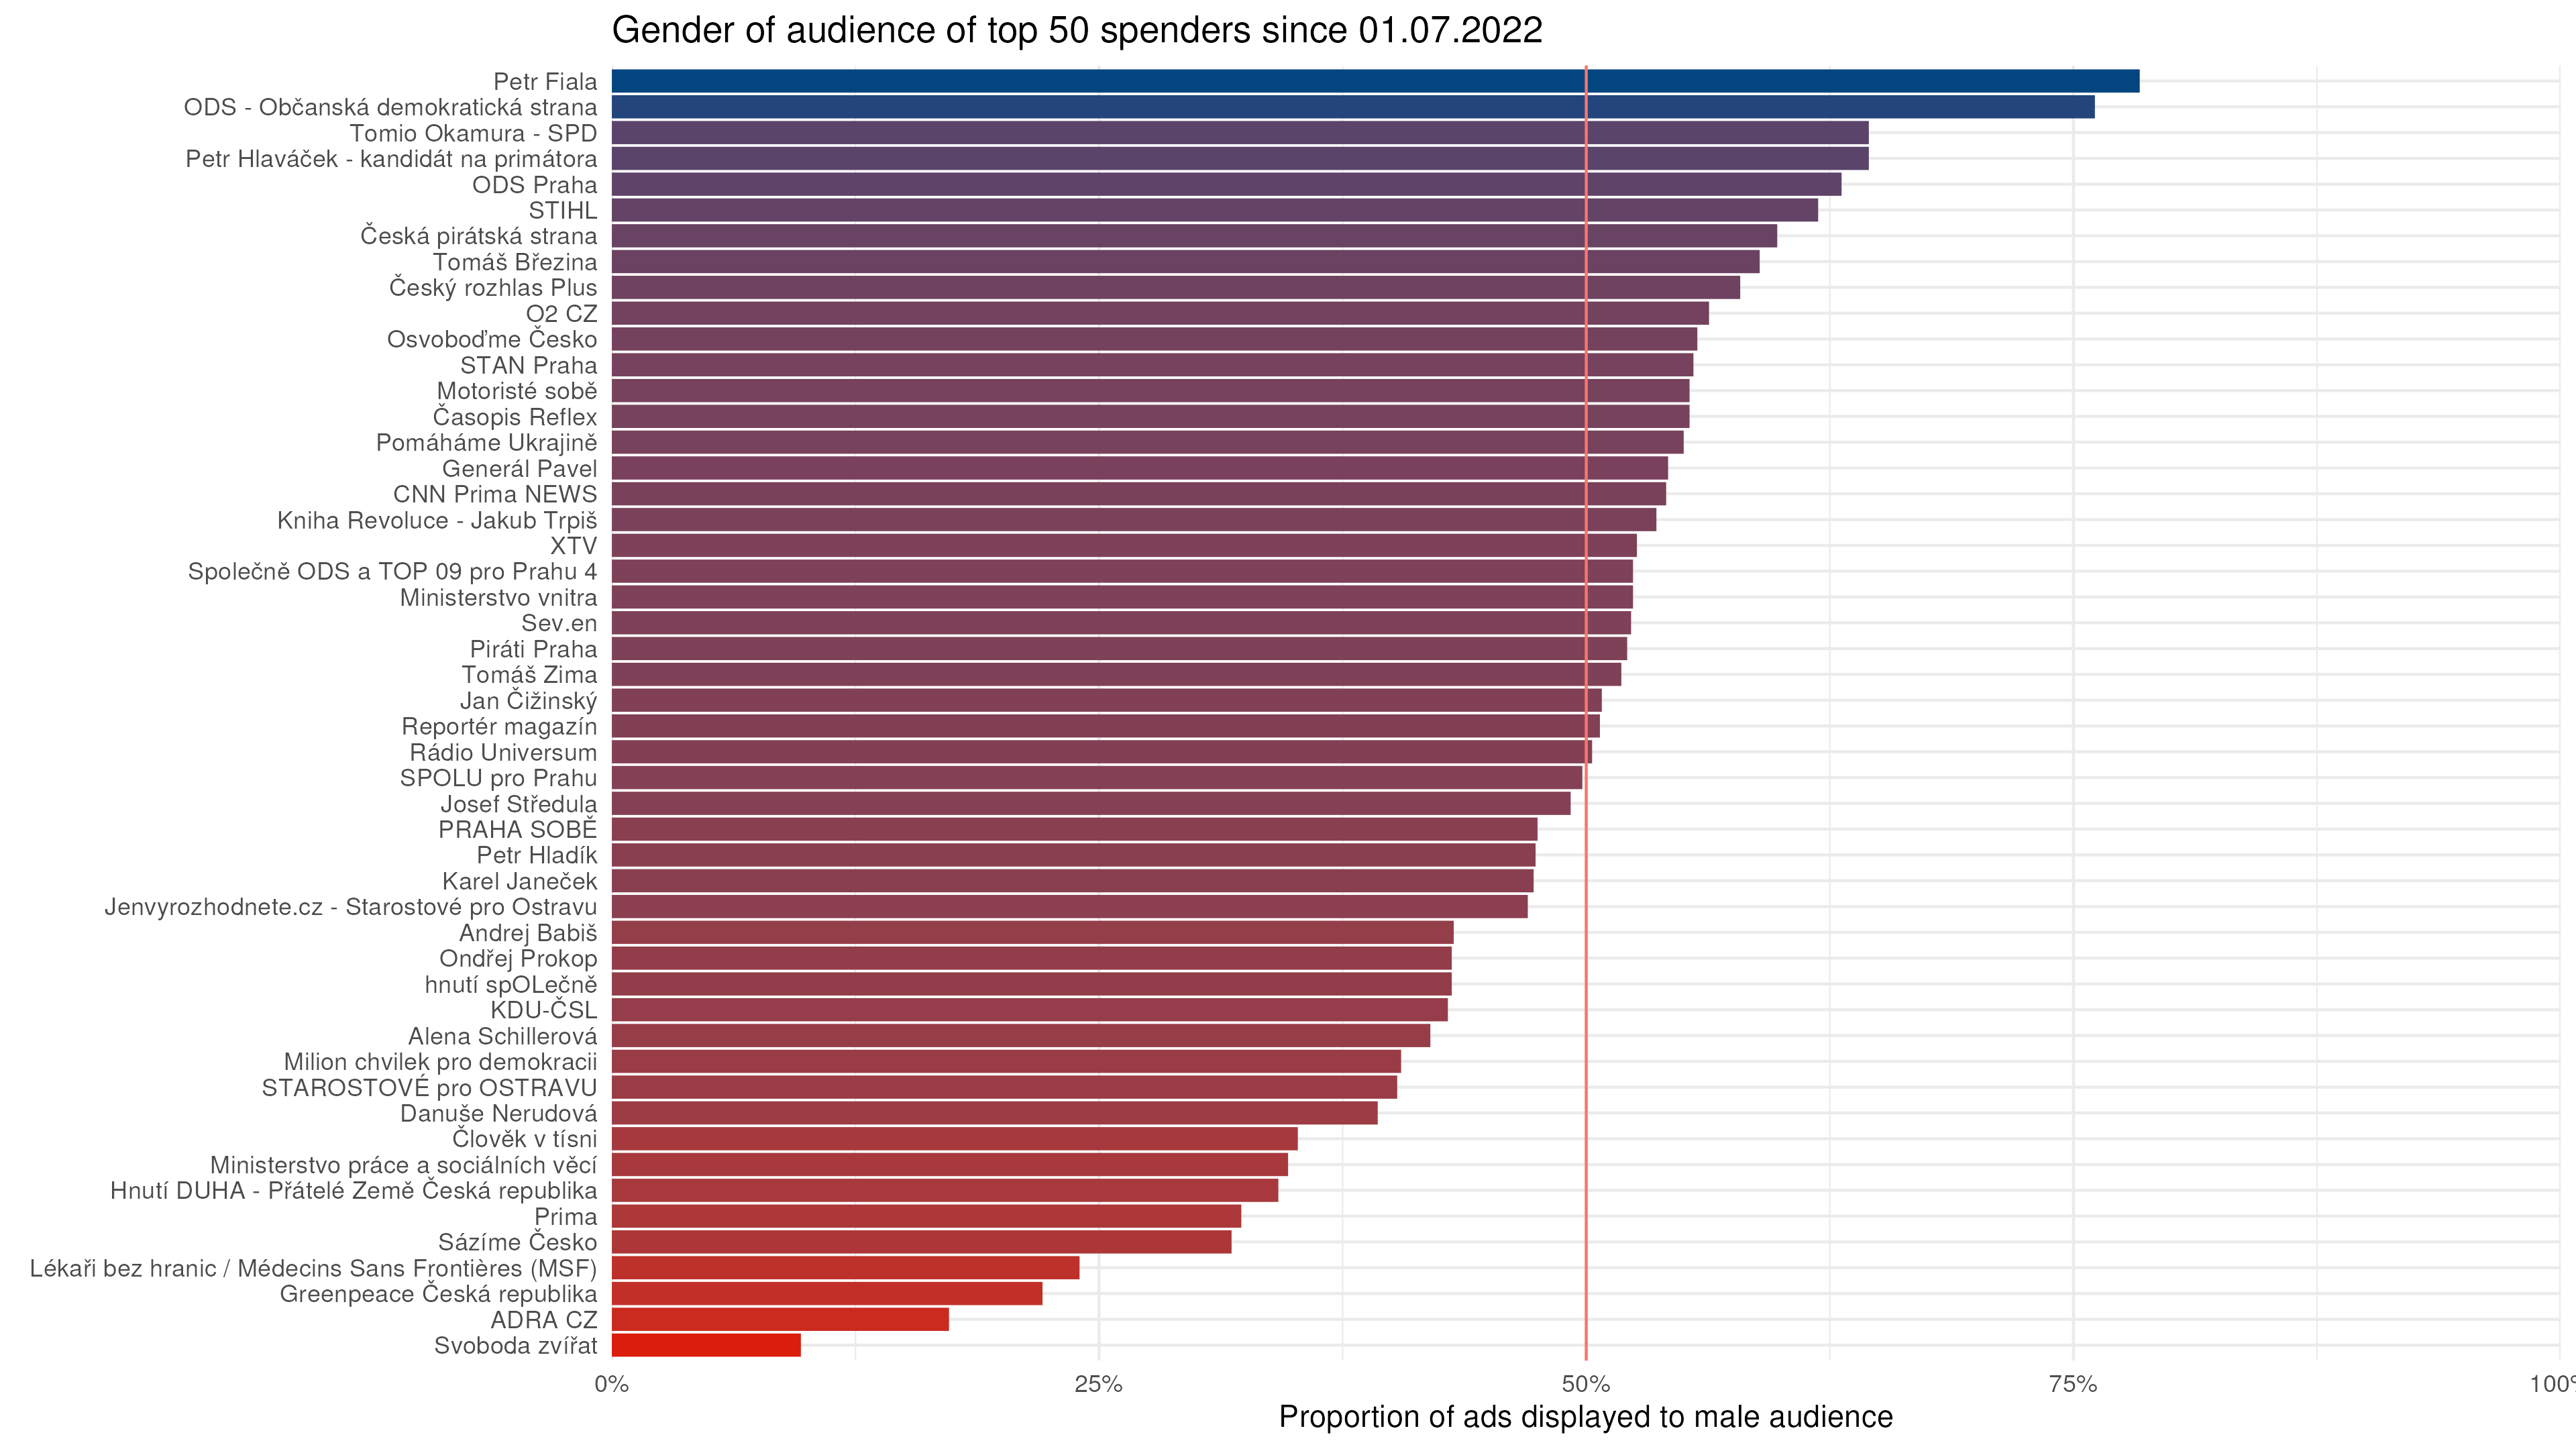 Gender of audience of top 50 spenders since 01.07.2022
Petr Fiala
ODS - Občanská demokratická strana
Tomio Okamura - SPD
Petr Hlaváček - kandidát na primátora
ODS Praha
STIHL
Česká pirátská strana
Tomáš Březina
Český rozhlas Plus
O2 CZ
Osvoboďme Česko
STAN Praha
Motoristé sobě
Časopis Reflex
Pomáháme Ukrajině
Generál Pavel
CNN Prima NEWS
Kniha Revoluce - Jakub Trpiš
XTV
Společně ODS a TOP 09 pro Prahu 4
Ministerstvo vnitra
Sev.en
Piráti Praha
Tomáš Zima
Jan Čižinský
Reportér magazín
Rádio Universum
SPOLU pro Prahu
Josef Středula
PRAHA SOBĚ
Petr Hladík
Karel Janeček
Jenvyrozhodnete.cz - Starostové pro Ostravu
Andrej Babiš
Ondřej Prokop
hnutí spOLečně
KDU-ČSL
Alena Schillerová
Milion chvilek pro demokracii
STAROSTOVÉ pro OSTRAVU
Danuše Nerudová
Člověk v tísni
Ministerstvo práce a sociálních věcí
Hnutí DUHA - Přátelé Země Česká republika
Prima
Sázíme Česko
Lékaři bez hranic / Médecins Sans Frontières (MSF)
Greenpeace Česká republika
ADRA CZ
Svoboda zvířat
0% 25% 50% 75% 100%
Proportion of ads displayed to male audience